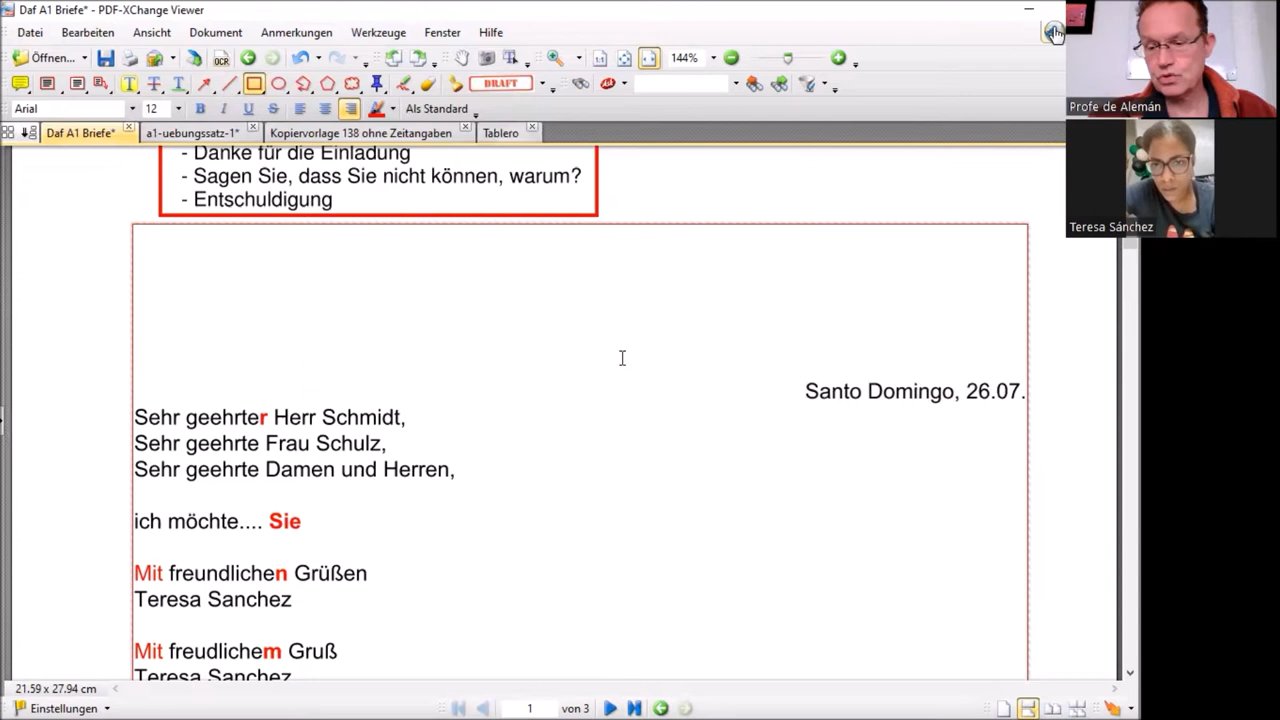 Daf A1 Briefe* - PDF-XChange Viewer
Datei Bearbeiten Ansicht Dokument Anmerkungen Werkzeuge Fenster Hilfe
Öffnen... OCR 144%
DRAFT
Arial 12 B I U S Als Standard
Daf A1 Briefe* a1-uebungssatz-1* Kopiervorlage 138 ohne Zeitangaben Tablero
Profe de Alemán
Teresa Sánchez
- Danke für die Einladung
- Sagen Sie, dass Sie nicht können, warum?
- Entschuldigung
Santo Domingo, 26.07.
Sehr geehrter Herr Schmidt,
Sehr geehrte Frau Schulz,
Sehr geehrte Damen und Herren,
ich möchte.... Sie
Mit freundlichen Grüßen
Teresa Sanchez
Mit freudlichem Gruß
Teresa Sanchez
21.59 x 27.94 cm
Einstellungen 1 von 3